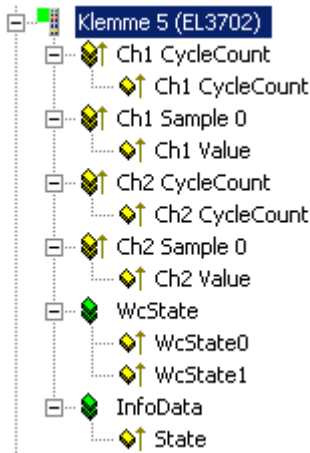 Klemme 5 (EL3702)
Ch1 CycleCount
Ch1 CycleCount
Ch1 Sample 0
Ch1 Value
Ch2 CycleCount
Ch2 CycleCount
Ch2 Sample 0
Ch2 Value
WcState
WcState0
WcState1
InfoData
State